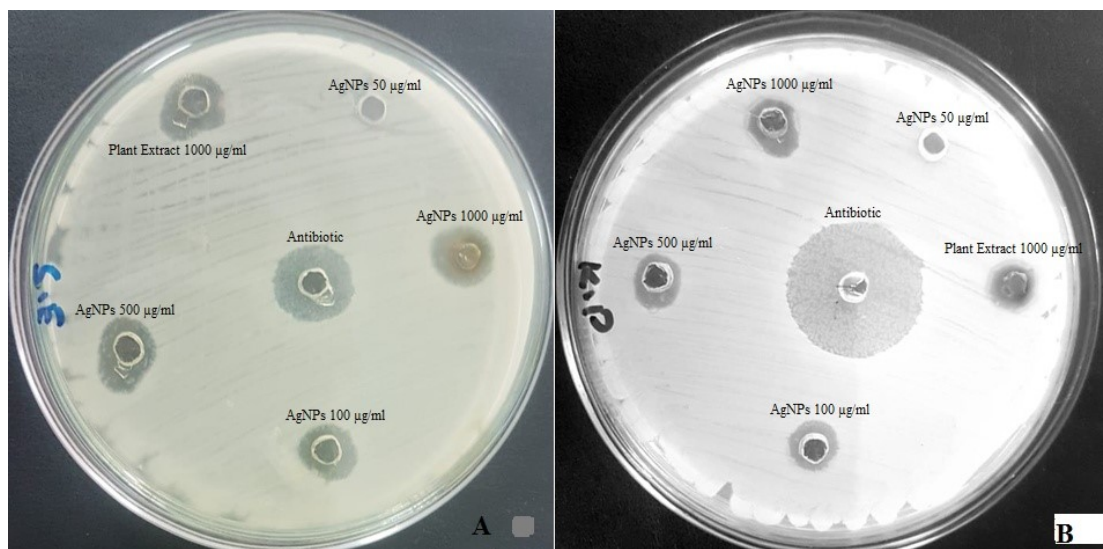 AgNPs 50 µg/ml
Plant Extract 1000 µg/ml
AgNPs 1000 µg/ml
Antibiotic
AgNPs 500 µg/ml
AgNPs 100 µg/ml
S.E
A
AgNPs 1000 µg/ml
AgNPs 50 µg/ml
Antibiotic
AgNPs 500 µg/ml
Plant Extract 1000 µg/ml
K.P
AgNPs 100 µg/ml
B